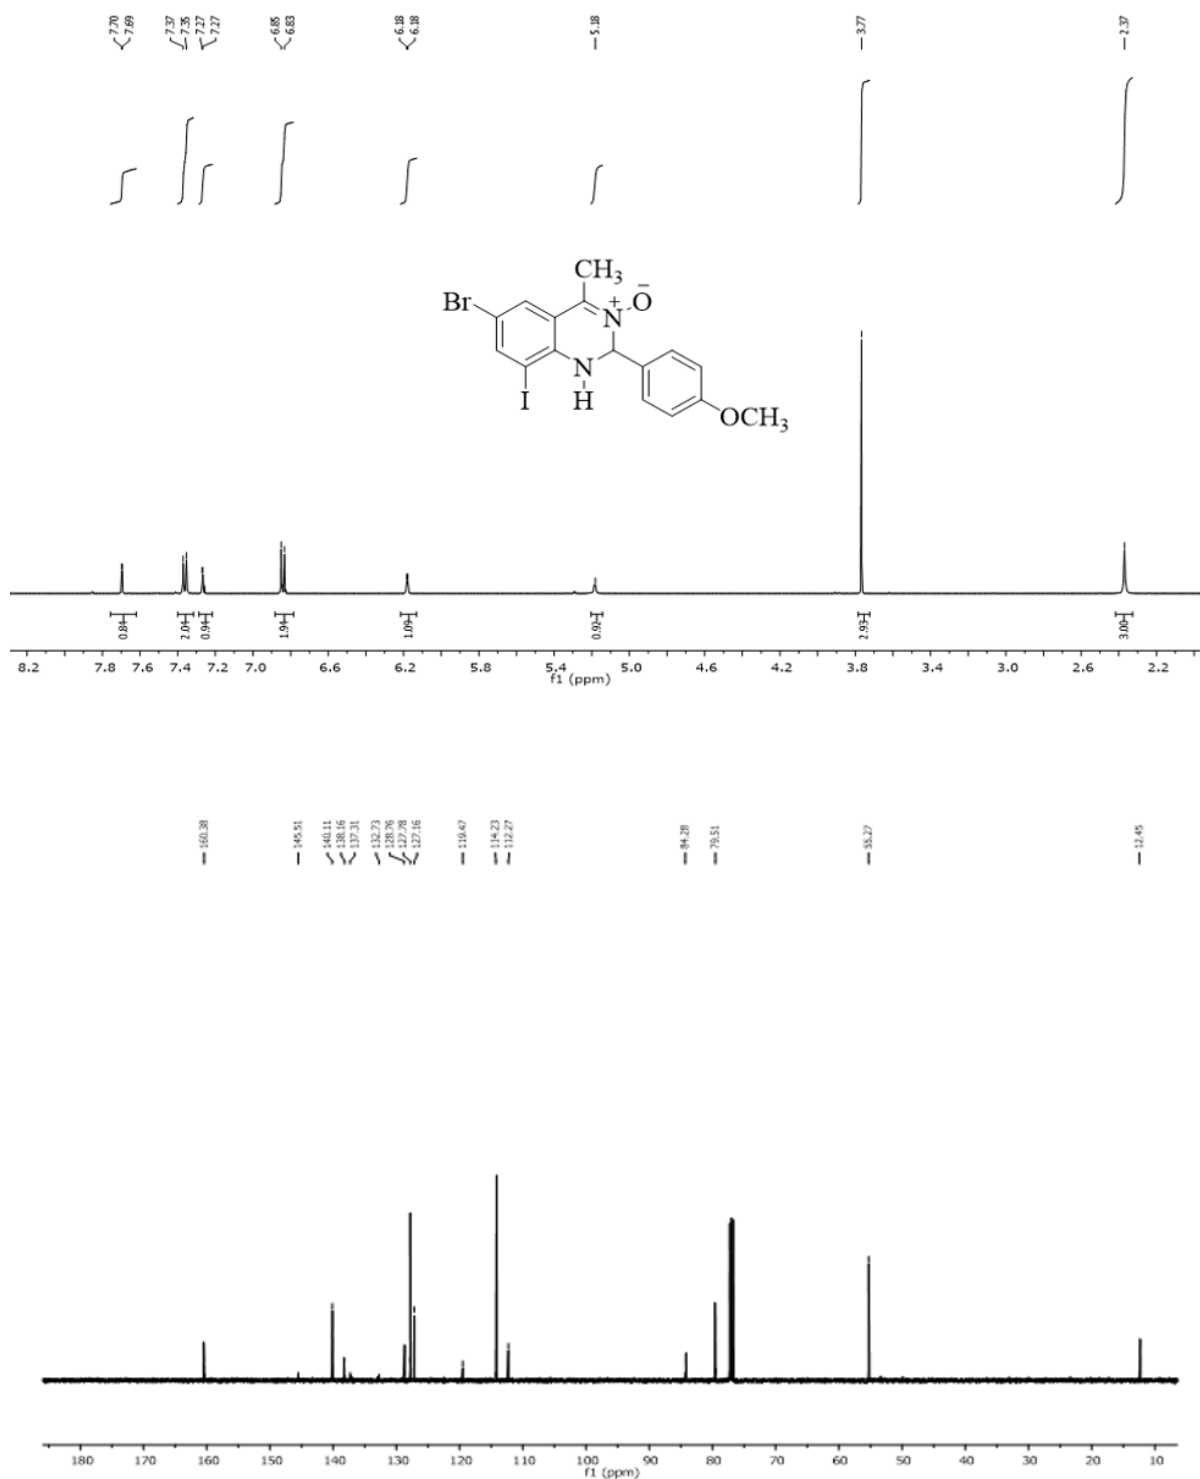 7.70 7.69 7.37 7.35 7.27 7.27 6.85 6.83 6.18 6.18 5.18 3.77 2.37
CH3
Br
N + O −
N
H
I
OCH3
0.84 2.04 0.94 1.94 1.09 0.92 2.93 3.00
8.2 7.8 7.6 7.4 7.2 7.0 6.6 6.2 5.8 5.4 5.0 4.6 4.2 3.8 3.4 3.0 2.6 2.2
f1 (ppm)
160.38 145.51 140.11 138.16 137.31 132.73 128.76 127.78 127.16 119.47 114.23 112.27 84.28 79.51 55.27 12.45
180 170 160 150 140 130 120 110 100 90 80 70 60 50 40 30 20 10
f1 (ppm)